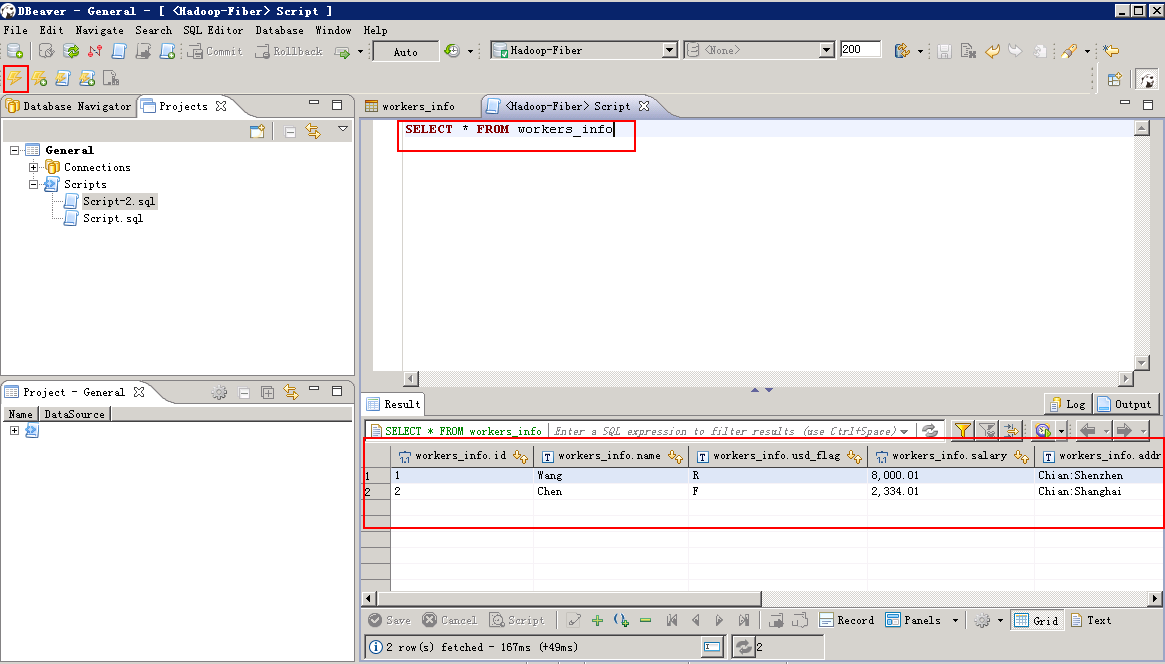 DBeaver - General - [ <Hadoop-Fiber> Script ]
File Edit Navigate Search SQL Editor Database Window Help
Commit Rollback Auto Hadoop-Fiber <None> 200
Database Navigator Projects workers_info <Hadoop-Fiber> Script
SELECT * FROM workers_info
General
Connections
Scripts
Script-2.sql
Script.sql
Project - General
Name DataSource
Result Log Output
SELECT * FROM workers_info Enter a SQL expression to filter results (use Ctrl+Space)
workers_info.id workers_info.name workers_info.usd_flag workers_info.salary workers_info.addr
1 1 Wang R 8,000.01 Chian:Shenzhen
2 2 Chen F 2,334.01 Chian:Shanghai
Save Cancel Script Record Panels Grid Text
2 row(s) fetched - 167ms (+49ms) 2